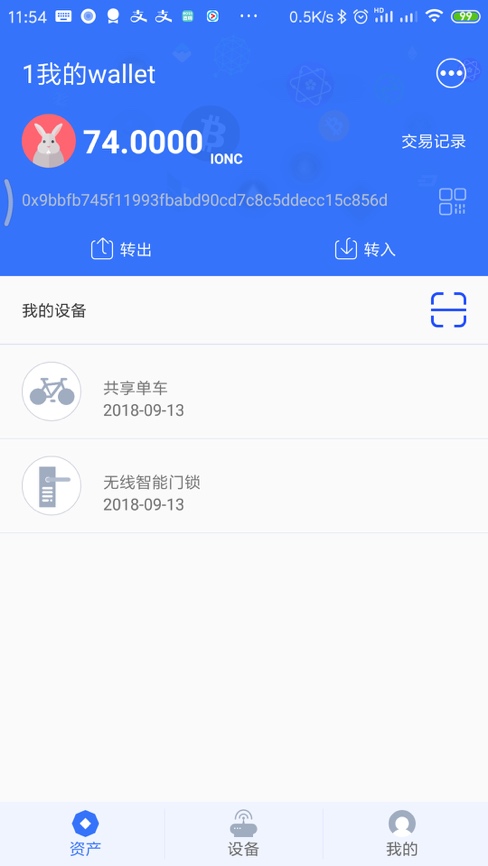 11:54 0.5K/s HD 99
1我的wallet
74.0000 IONC
交易记录
0x9bbfb745f11993fbabd90cd7c8c5ddecc15c856d
转出 转入
我的设备
共享单车
2018-09-13
无线智能门锁
2018-09-13
资产 设备 我的